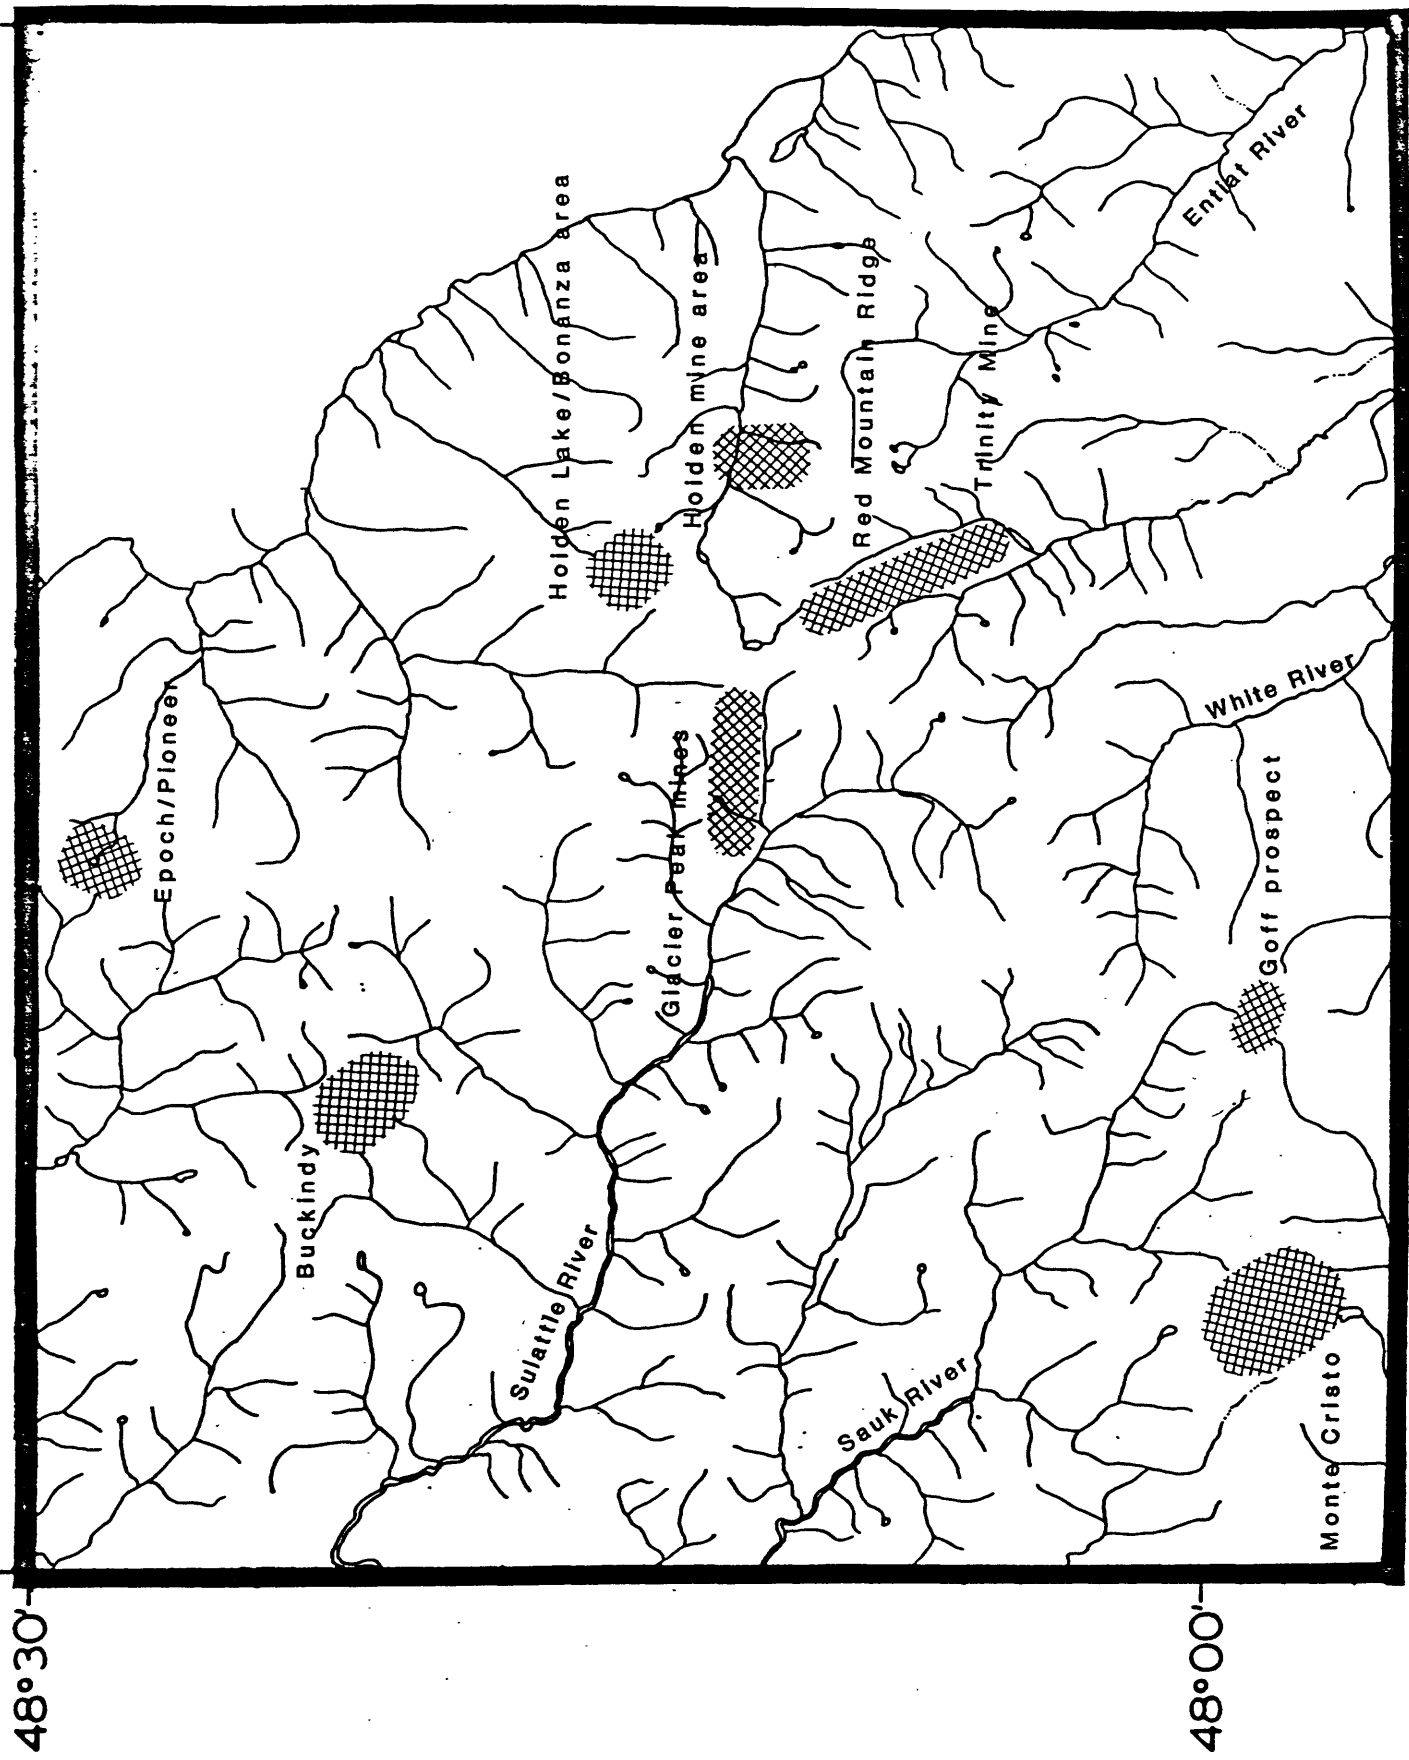 48°30'
48°00'
Epoch/Pioneer
Buckindy
Holden Lake/Bonanza area
Holden mine area
Glacier Peak mines
Red Mountain Ridge
Trinity Mine
Sulattle River
Sauk River
Entiat River
White River
Goff prospect
Monte Cristo